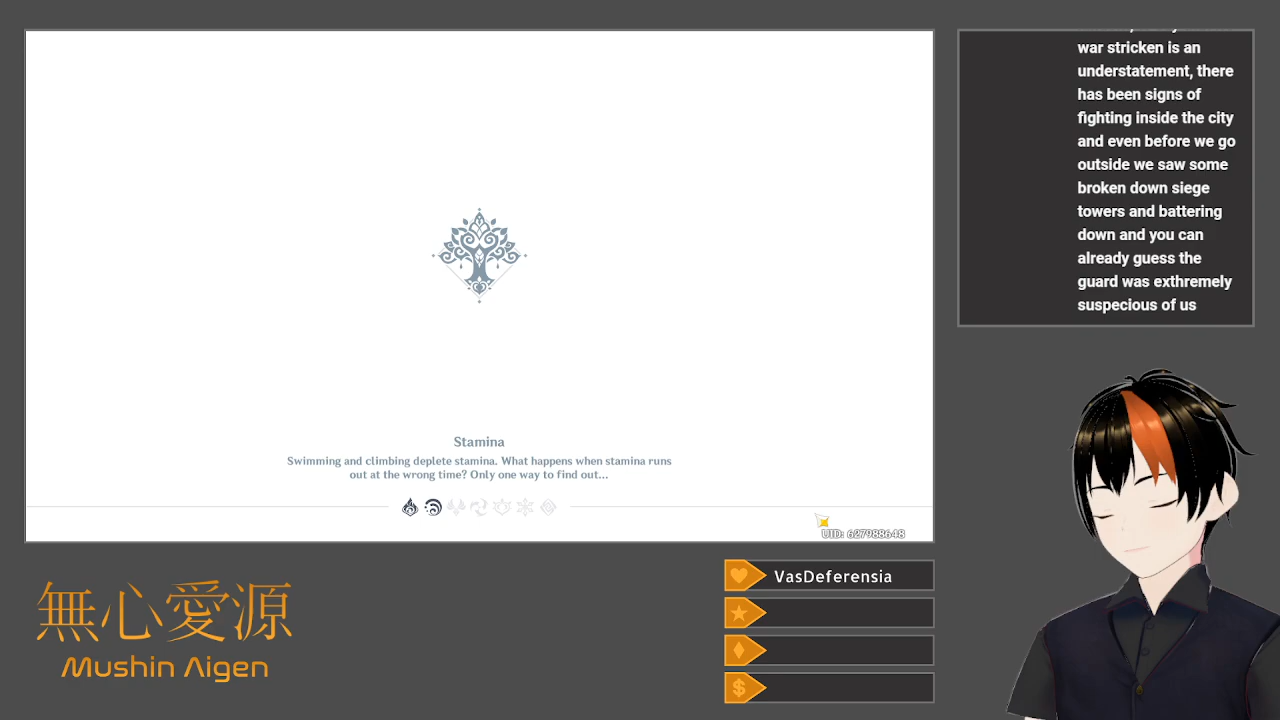 war stricken is an
understatement, there
has been signs of
fighting inside the city
and even before we go
outside we saw some
broken down siege
towers and battering
down and you can
already guess the
guard was exthremely
suspecious of us
Stamina
Swimming and climbing deplete stamina. What happens when stamina runs
out at the wrong time? Only one way to find out...
UID: 627988648
無心愛源
Mushin Aigen
VasDeferensia